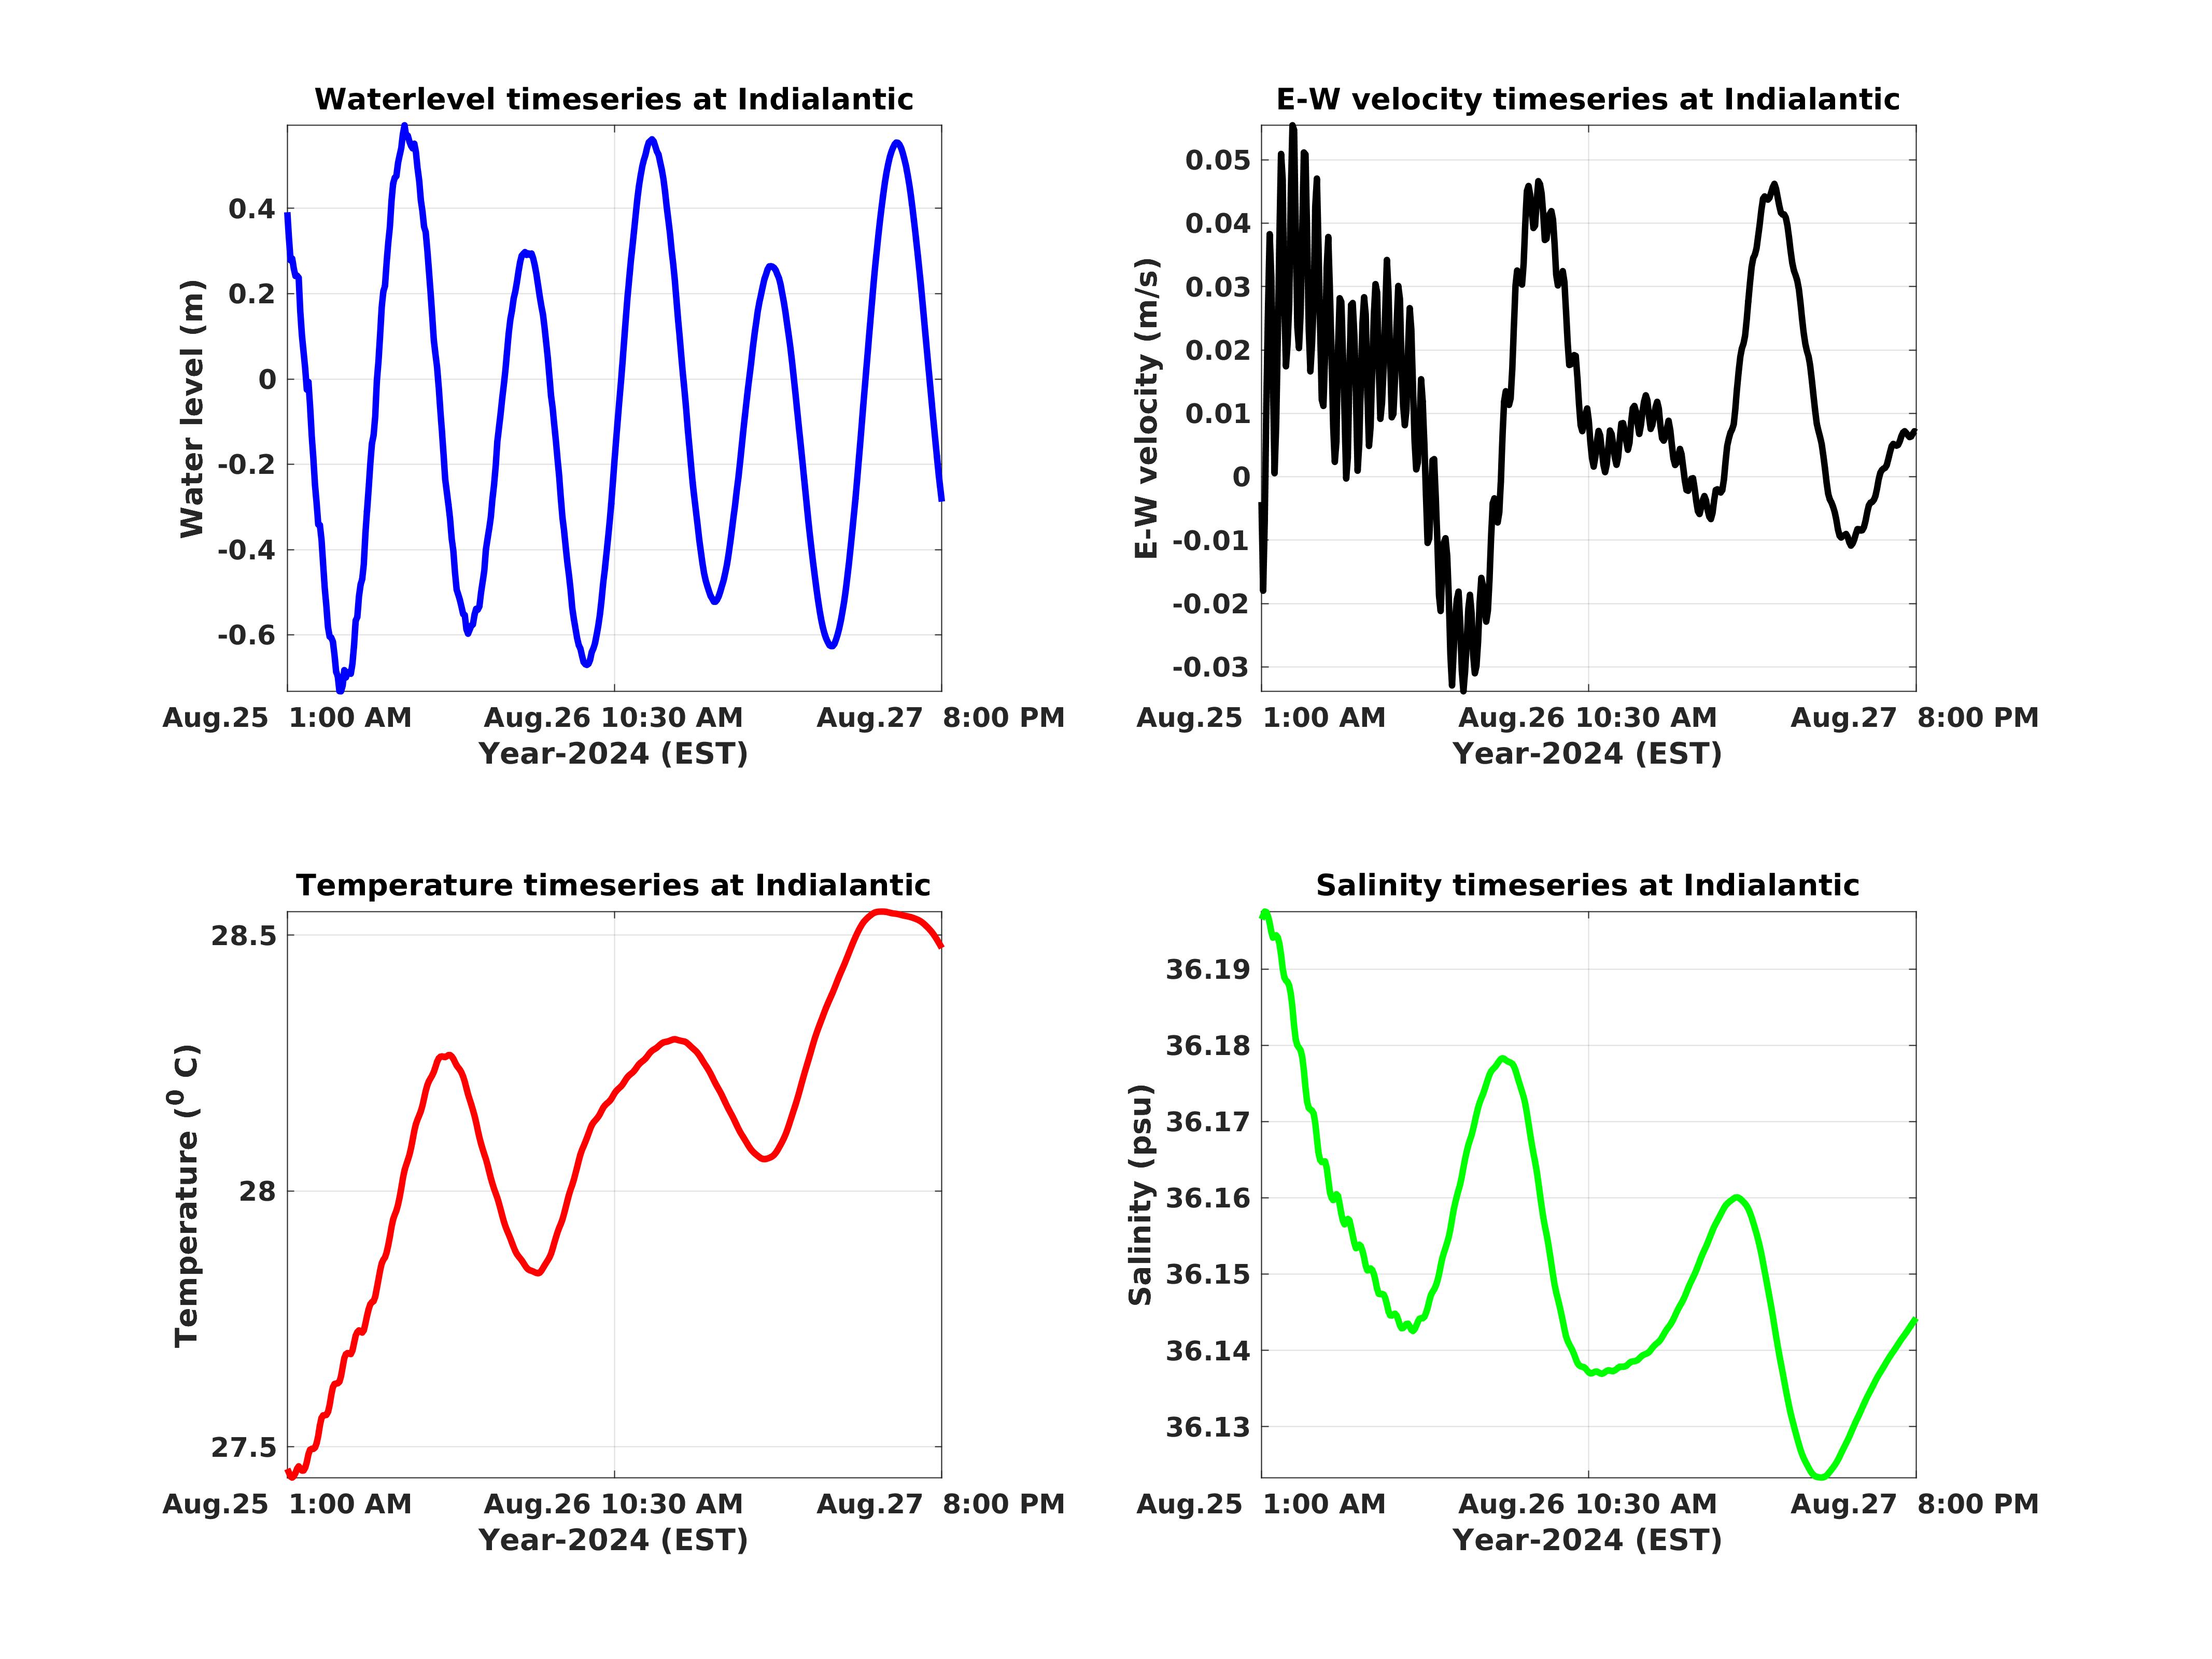 Waterlevel timeseries at Indialantic
Water level (m)
0.4
0.2
0
-0.2
-0.4
-0.6
Aug.25 1:00 AM Aug.26 10:30 AM Aug.27 8:00 PM
Year-2024 (EST)
E-W velocity timeseries at Indialantic
E-W velocity (m/s)
0.05
0.04
0.03
0.02
0.01
0
-0.01
-0.02
-0.03
Aug.25 1:00 AM Aug.26 10:30 AM Aug.27 8:00 PM
Year-2024 (EST)
Temperature timeseries at Indialantic
Temperature (⁰ C)
28.5
28
27.5
Aug.25 1:00 AM Aug.26 10:30 AM Aug.27 8:00 PM
Year-2024 (EST)
Salinity timeseries at Indialantic
Salinity (psu)
36.19
36.18
36.17
36.16
36.15
36.14
36.13
Aug.25 1:00 AM Aug.26 10:30 AM Aug.27 8:00 PM
Year-2024 (EST)